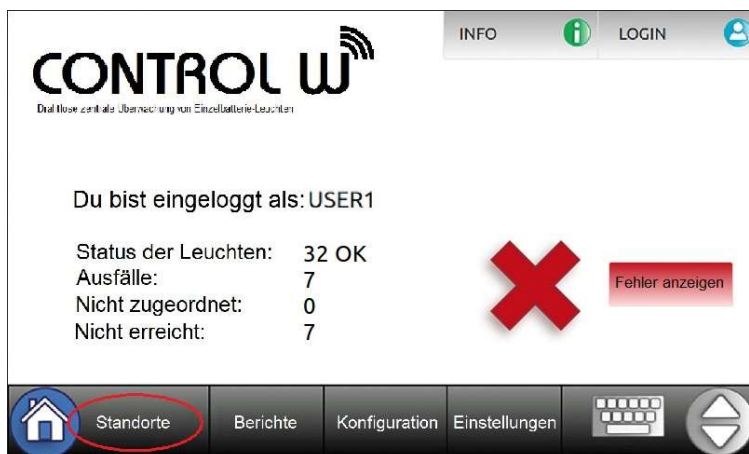 INFO
LOGIN
CONTROL W
Drahtlose zentrale Überwachung von Einzelbatterie-Leuchten
Du bist eingeloggt als: USER1
Status der Leuchten: 32 OK
Ausfälle: 7
Nicht zugeordnet: 0
Nicht erreicht: 7
Fehler anzeigen
Standorte
Berichte
Konfiguration
Einstellungen